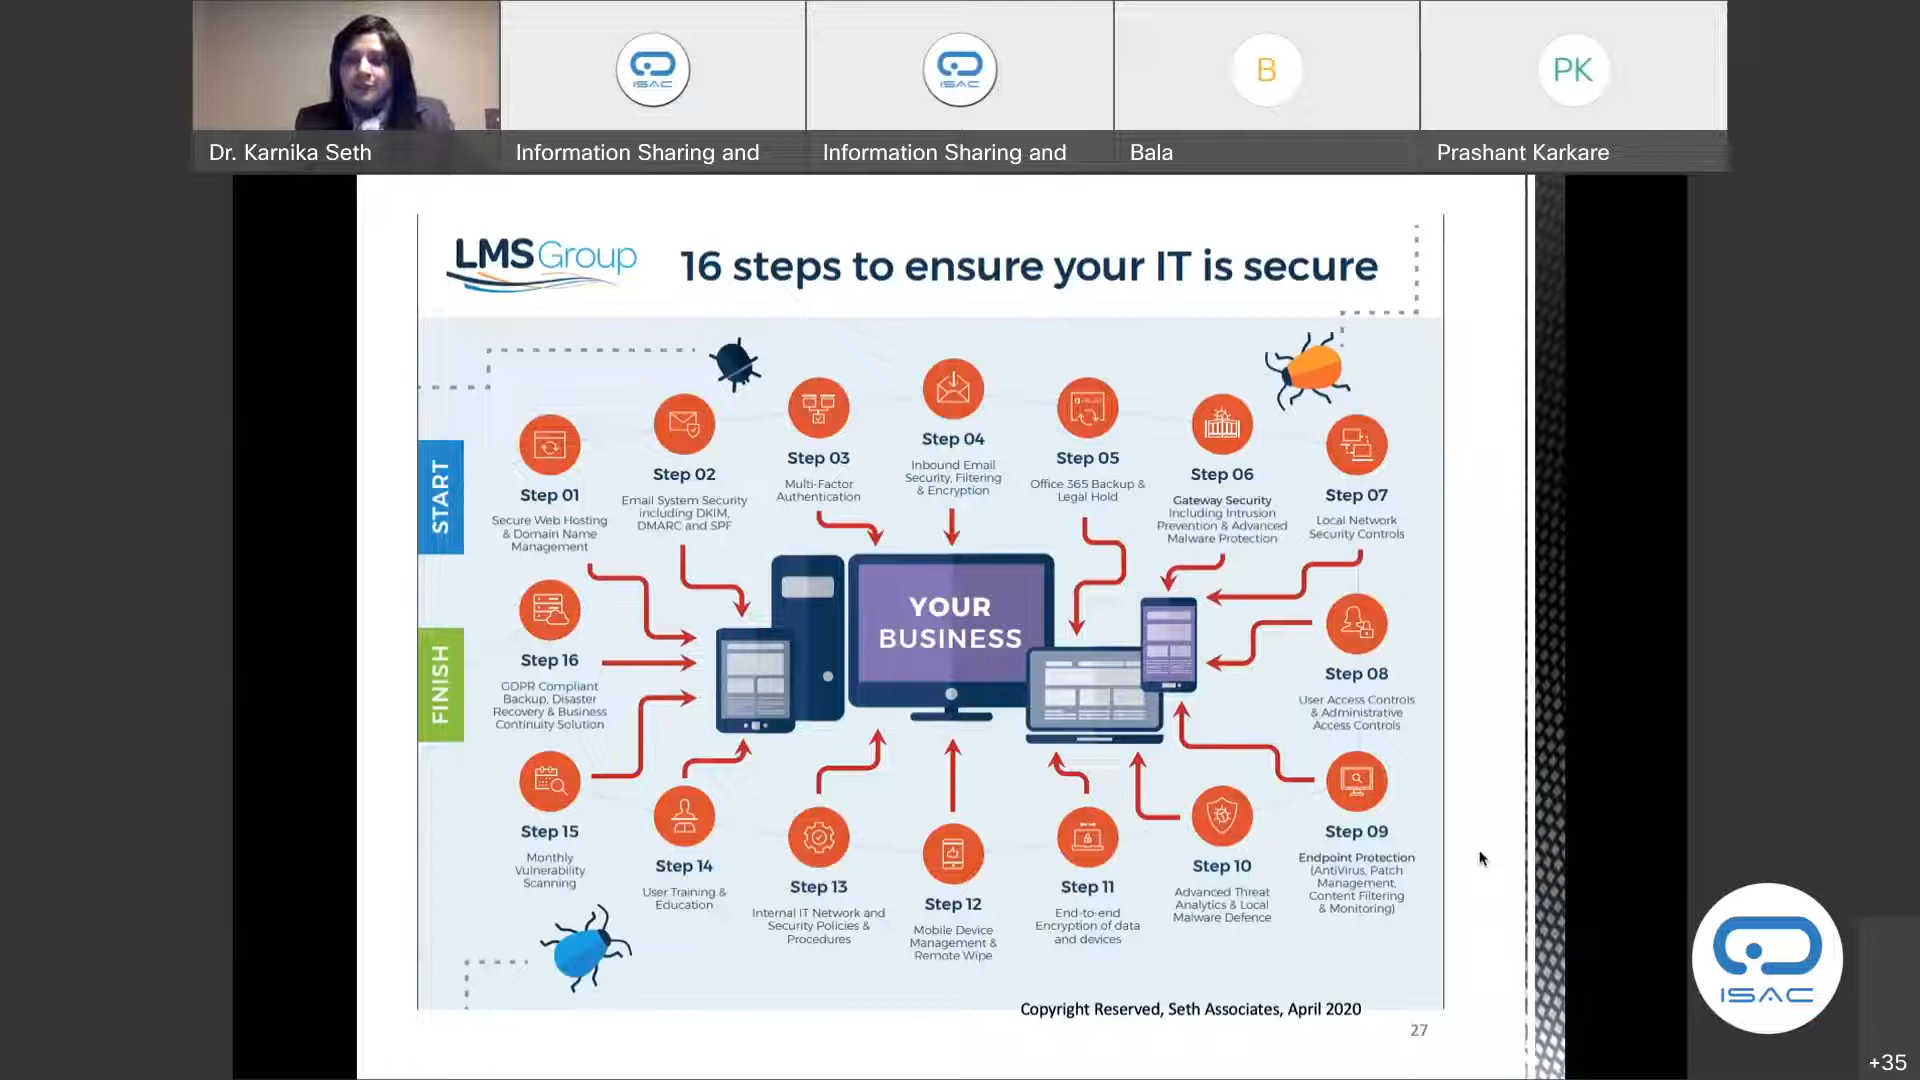 ISAC
ISAC
B
PK
Dr. Karnika Seth
Information Sharing and
Information Sharing and
Bala
Prashant Karkare
LMS Group
16 steps to ensure your IT is secure
START
Step 01
Secure Web Hosting
& Domain Name
Management
Step 02
Email System Security
including DKIM,
DMARC and SPF
Step 03
Multi-Factor
Authentication
Step 04
Inbound Email
Security, Filtering
& Encryption
Step 05
Office 365 Backup &
Legal Hold
Step 06
Gateway Security
Including Intrusion
Prevention & Advanced
Malware Protection
Step 07
Local Network
Security Controls
YOUR
BUSINESS
Step 08
User Access Controls
& Administrative
Access Controls
Step 09
Endpoint Protection
(AntiVirus, Patch
Management,
Content Filtering
& Monitoring)
Step 10
Advanced Threat
Analytics & Local
Malware Defence
Step 11
End-to-end
Encryption of data
and devices
Step 12
Mobile Device
Management &
Remote Wipe
Step 13
Internal IT Network and
Security Policies &
Procedures
Step 14
User Training &
Education
Step 15
Monthly
Vulnerability
Scanning
FINISH
Step 16
GDPR Compliant
Backup, Disaster
Recovery & Business
Continuity Solution
Copyright Reserved, Seth Associates, April 2020
27
ISAC
+35